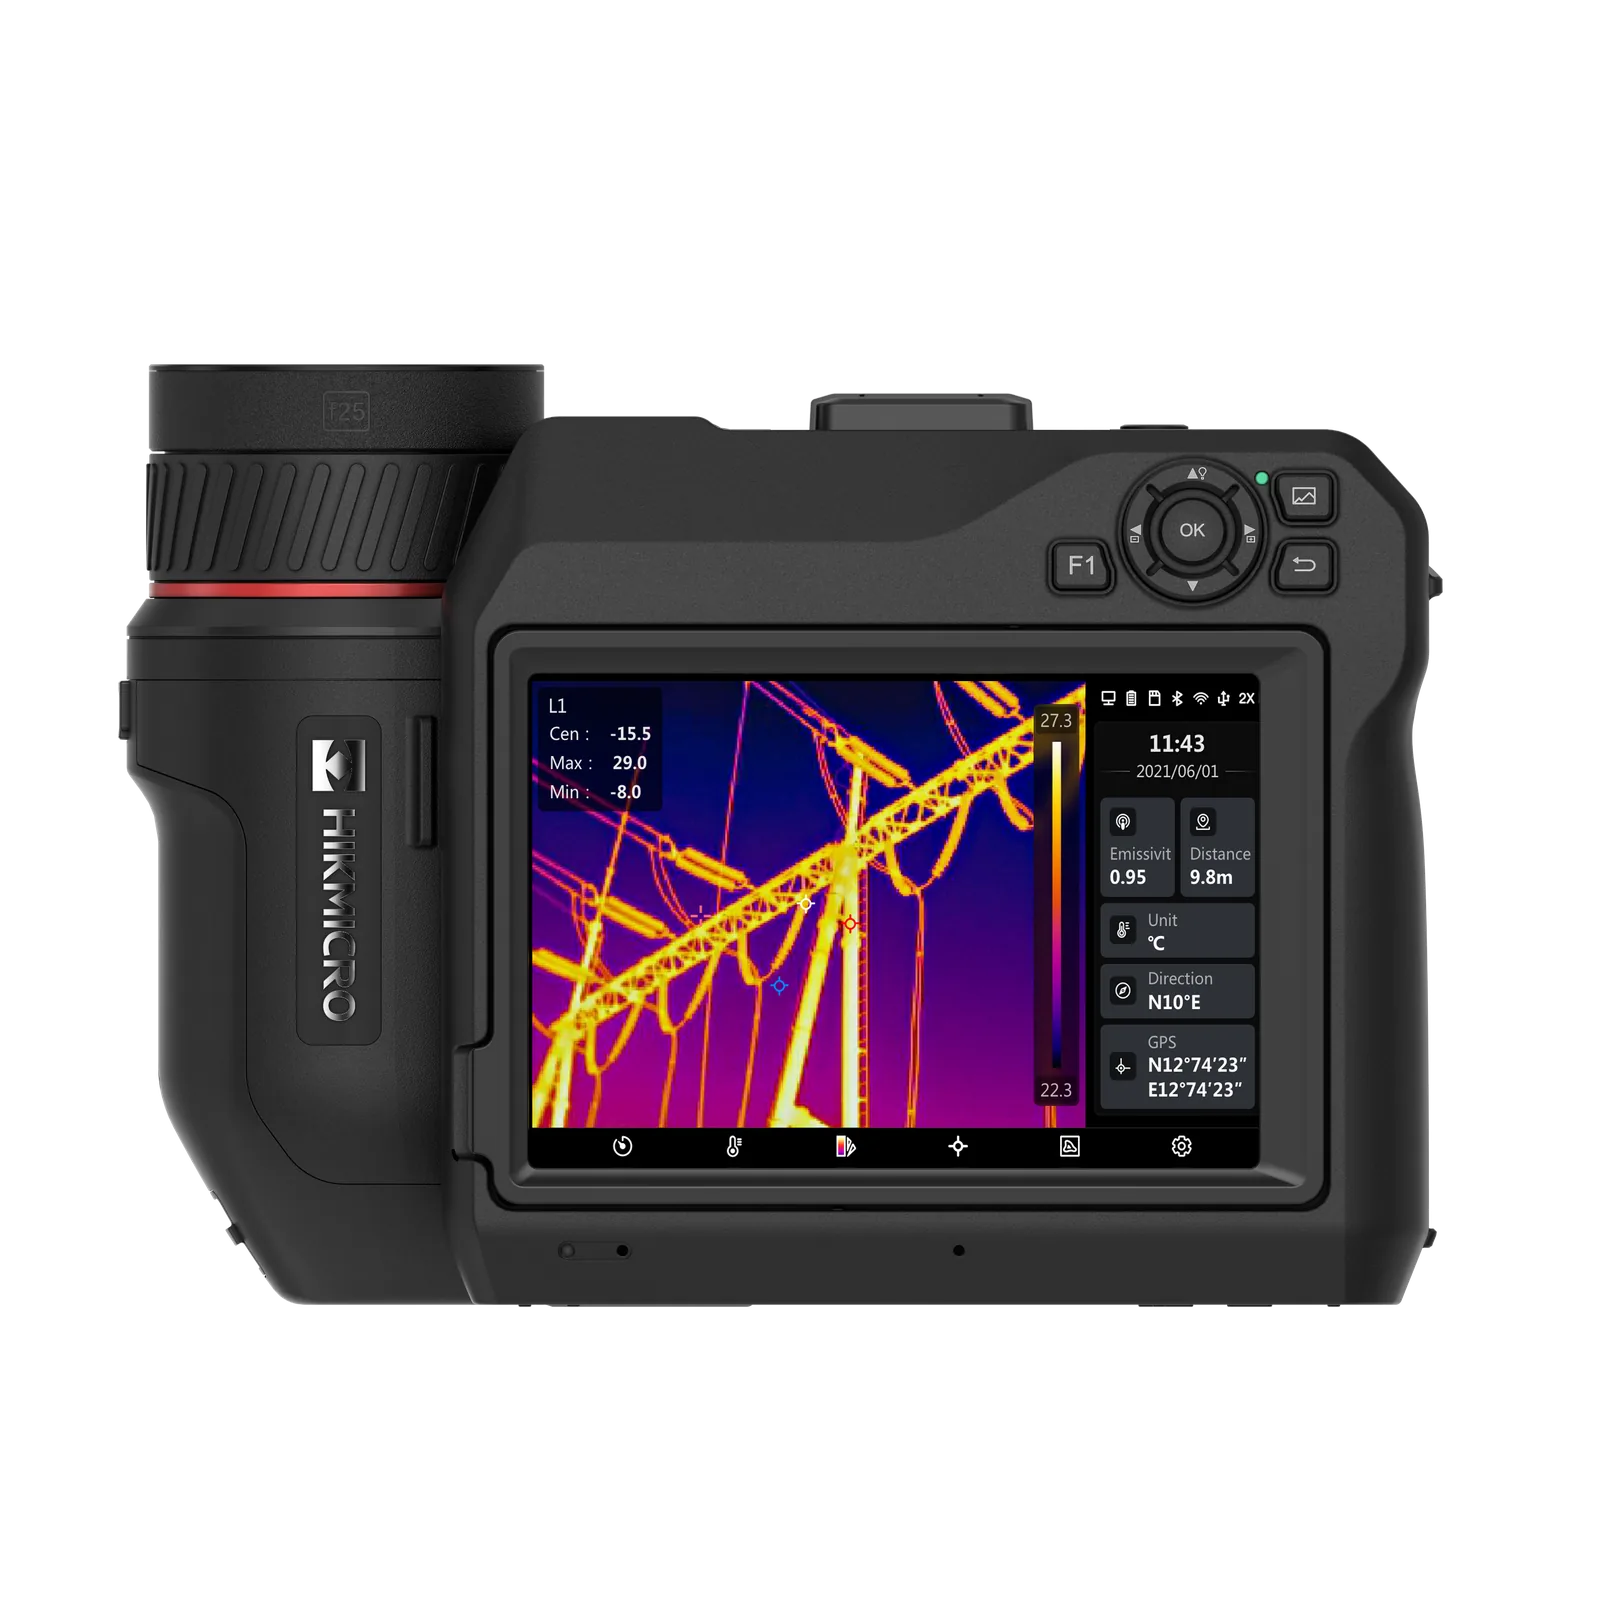 f25
OK
F1
HIKMICRO
L1
Cen : -15.5
Max : 29.0
Min : -8.0
27.3
22.3
2X
11:43
2021/06/01
Emissivit
0.95
Distance
9.8m
Unit
℃
Direction
N10°E
GPS
N12°74′23″
E12°74′23″